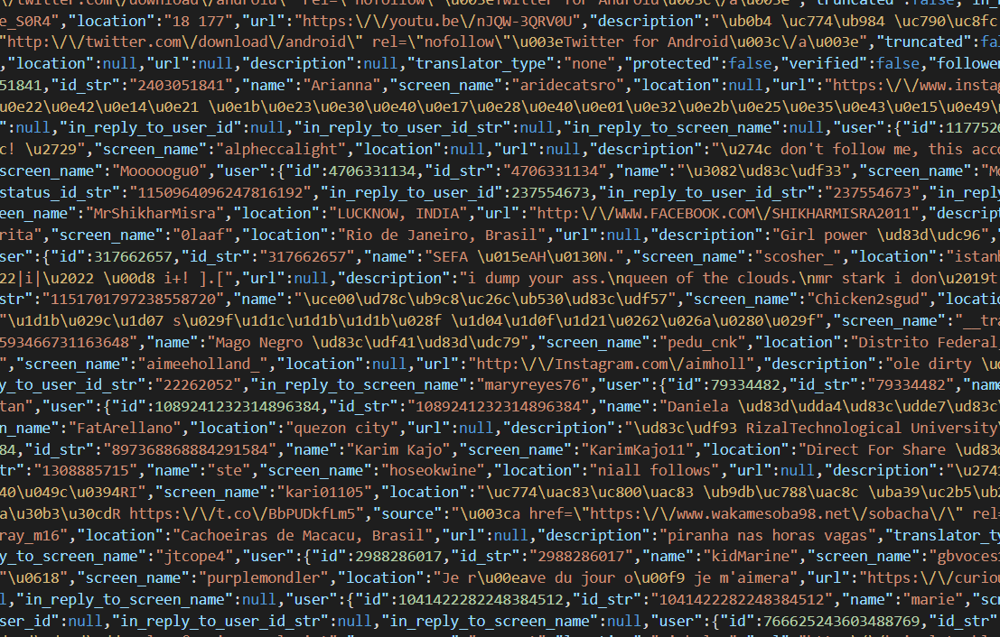 /twitter.com\/download\/android\" rel=\"nofollow\"\u003eTwitter for Android\u003c\/a\u003e","truncated":false,"in_
e_S0R4","location":"18 177","url":"https:\/\/youtu.be\/nJQW-3QRV0U","description":"\ub0b4 \uc774\ub984 \uc790\uc8fc
"http:\/\/twitter.com\/download\/android\" rel=\"nofollow\"\u003eTwitter for Android\u003c\/a\u003e","truncated":fal
,"location":null,"url":null,"description":null,"translator_type":"none","protected":false,"verified":false,"follower
51841,"id_str":"2403051841","name":"Arianna","screen_name":"aridecatsro","location":null,"url":"https:\/\/www.instag
u0e22\u0e42\u0e14\u0e21 \u0e1b\u0e23\u0e30\u0e40\u0e17\u0e28\u0e40\u0e01\u0e32\u0e2b\u0e25\u0e35\u0e43\u0e15\u0e49\u
":null,"in_reply_to_user_id":null,"in_reply_to_user_id_str":null,"in_reply_to_screen_name":null,"user":{"id":1177526
c! \u2729","screen_name":"alpheccalight","location":null,"url":null,"description":"\u274c don't follow me, this acco
screen_name":"Mooooogu0","user":{"id":4706331134,"id_str":"4706331134","name":"\u3082\ud83c\udf33","screen_name":"Mo
status_id_str":"1150964096247816192","in_reply_to_user_id":237554673,"in_reply_to_user_id_str":"237554673","in_reply
een_name":"MrShikharMisra","location":"LUCKNOW, INDIA","url":"http:\/\/WWW.FACEBOOK.COM\/SHIKHARMISRA2011","descript
rita","screen_name":"0laaf","location":"Rio de Janeiro, Brasil","url":null,"description":"Girl power \ud83d\udc96","
ser":{"id":317662657,"id_str":"317662657","name":"SEFA \u015eAH\u0130N.","screen_name":"scosher_","location":"istanb
22|i|\u2022 \u00d8 i+! ].[","url":null,"description":"i dump your ass.\nqueen of the clouds.\nmr stark i don\u2019t
str":"1151701797238558720","name":"\uce00\ud78c\ub9c8\uc26c\ub530\ud83c\udf57","screen_name":"Chicken2sgud","locatio
"\u1d1b\u029c\u1d07 s\u029f\u1d1c\u1d1b\u1d1b\u028f \u1d04\u1d0f\u1d21\u0262\u026a\u0280\u029f","screen_name":"__tra
593466731163648","name":"Mago Negro \ud83c\udf41\ud83d\udc79","screen_name":"pedu_cnk","location":"Distrito Federal,
","screen_name":"aimeeholland_","location":null,"url":"http:\/\/Instagram.com\/aimholl","description":"ole dirty \ud
y_to_user_id_str":"22262052","in_reply_to_screen_name":"maryreyes76","user":{"id":79334482,"id_str":"79334482","name
tan","user":{"id":1089241232314896384,"id_str":"1089241232314896384","name":"Daniela \ud83d\udda4\ud83c\udde7\ud83c\
n_name":"FatArellano","location":"quezon city","url":null,"description":"\ud83c\udf93 RizalTechnological University\
84,"id_str":"897368868884291584","name":"Karim Kajo","screen_name":"KarimKajo11","location":"Direct For Share \ud83d
tr":"1308885715","name":"ste","screen_name":"hoseokwine","location":"niall follows","url":null,"description":"\u274
40\u049c\u0394RI","screen_name":"kari01105","location":"\uc774\uac83\uc800\uac83 \ub9db\uc788\uac8c \uba39\uc2b5\ub2
a\u30b3\u30cdR https:\/\/t.co\/BbPUDkfLm5","source":"\u003ca href=\"https:\/\/www.wakamesoba98.net\/sobacha\/\" rel=
ray_m16","location":"Cachoeiras de Macacu, Brasil","url":null,"description":"piranha nas horas vagas","translator_ty
y_to_screen_name":"jtcope4","user":{"id":2988286017,"id_str":"2988286017","name":"kidMarine","screen_name":"gbvocesi
"\u0618","screen_name":"purplemondler","location":"Je r\u00eave du jour o\u00f9 je m'aimera","url":"https:\/\/curiou
l,"in_reply_to_screen_name":null,"user":{"id":1041422282248384512,"id_str":"1041422282248384512","name":"marie","scr
ser_id":null,"in_reply_to_user_id_str":null,"in_reply_to_screen_name":null,"user":{"id":766625243603488769,"id_str":